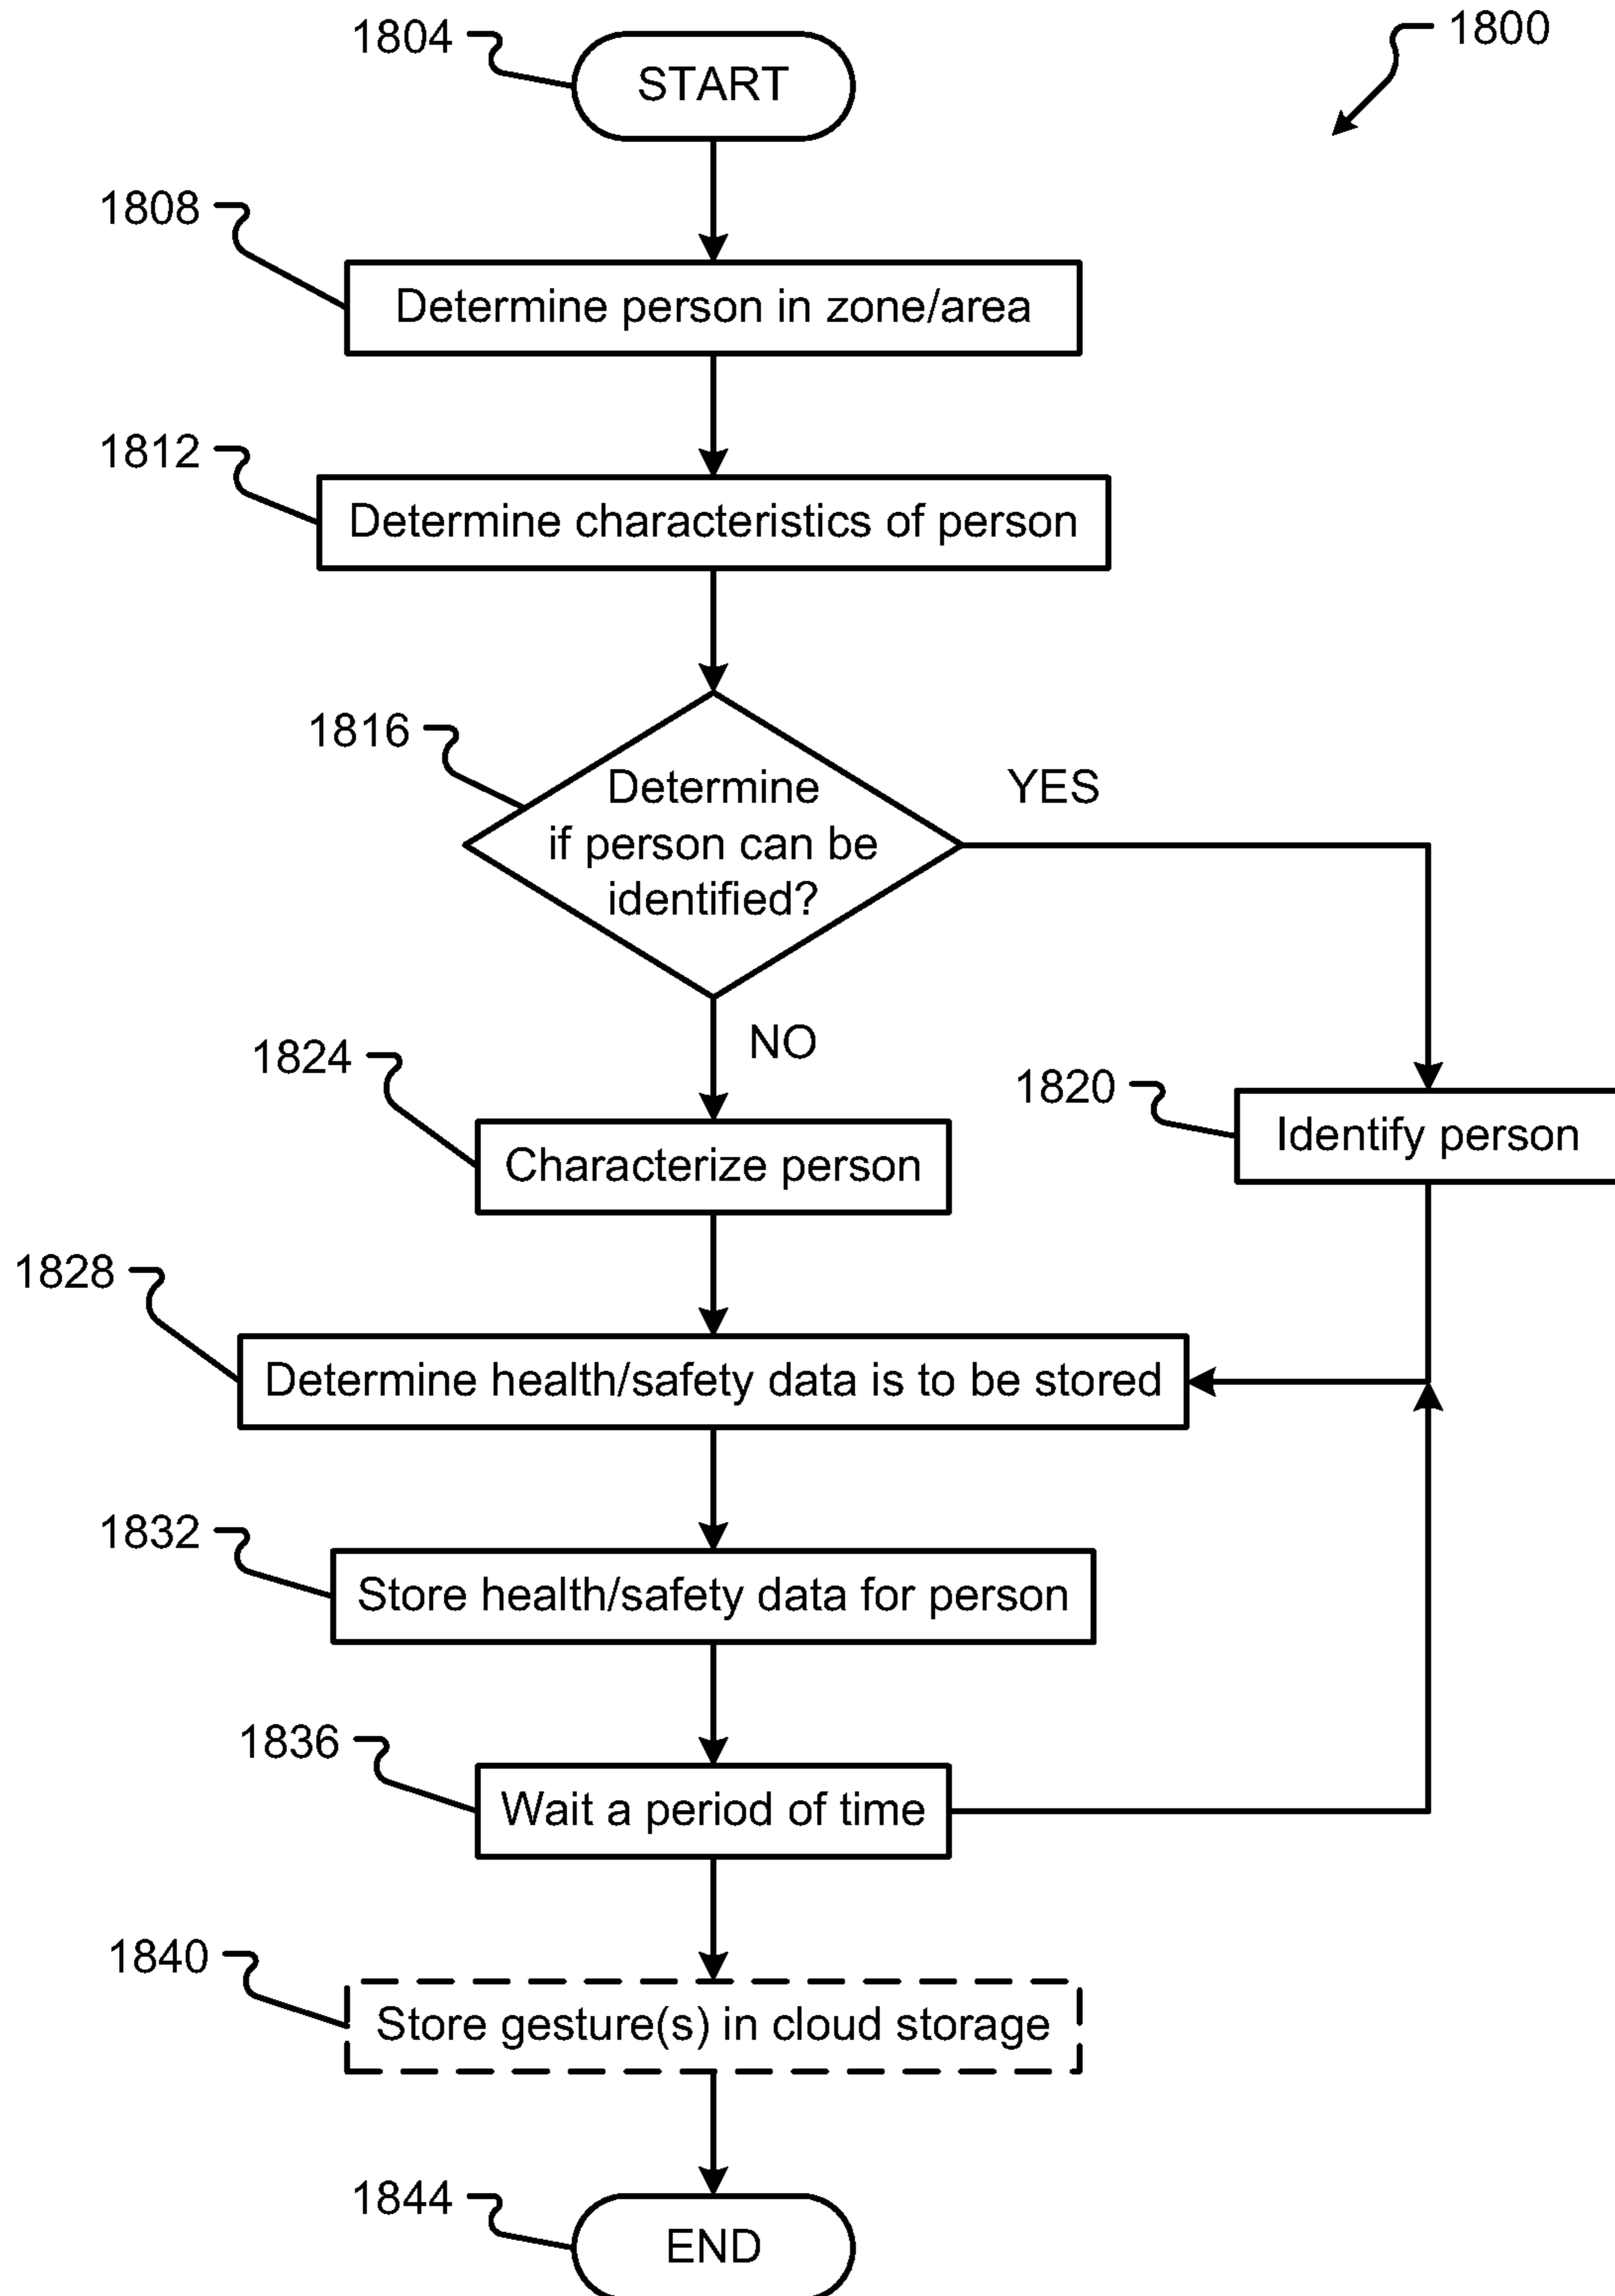 1800
1804
START
1808
Determine person in zone/area
1812
Determine characteristics of person
1816
Determine
if person can be
identified?
YES
NO
1824
Characterize person
1820
Identify person
1828
Determine health/safety data is to be stored
1832
Store health/safety data for person
1836
Wait a period of time
1840
Store gesture(s) in cloud storage
1844
END